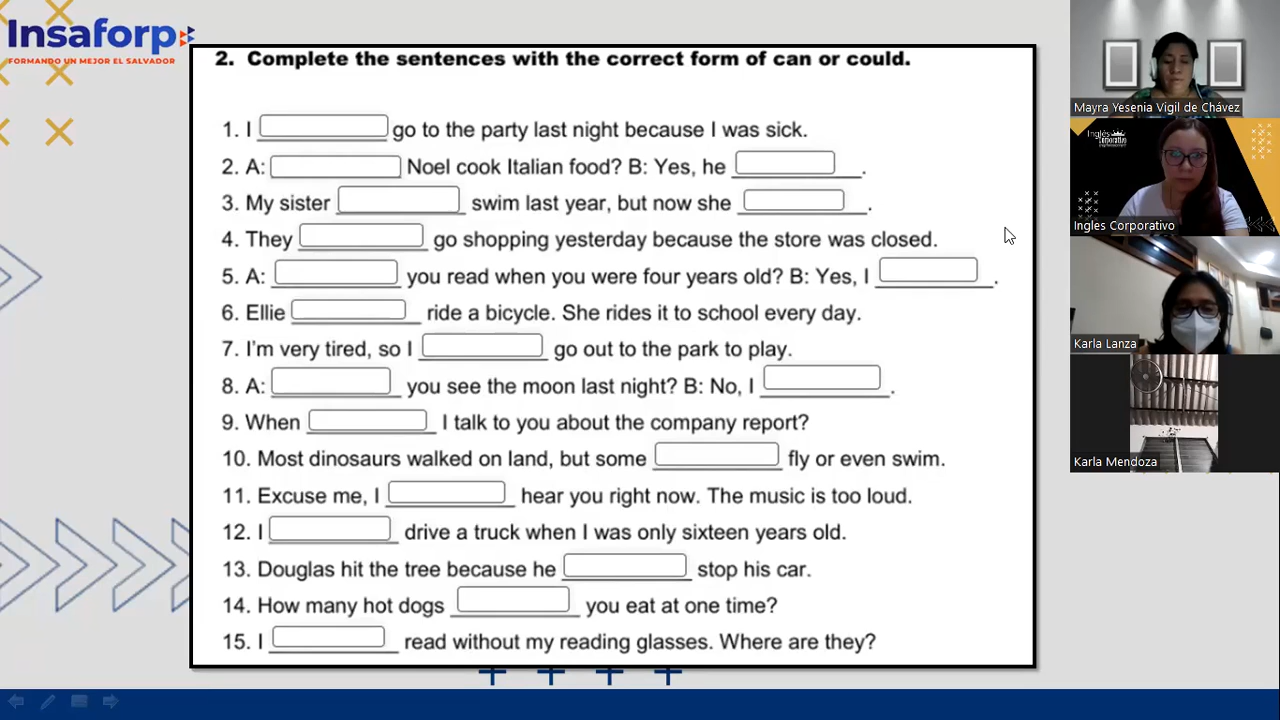 Insaforp
FORMANDO UN MEJOR EL SALVADOR
2. Complete the sentences with the correct form of can or could.
1. I go to the party last night because I was sick.
2. A: Noel cook Italian food? B: Yes, he .
3. My sister swim last year, but now she .
4. They go shopping yesterday because the store was closed.
5. A: you read when you were four years old? B: Yes, I .
6. Ellie ride a bicycle. She rides it to school every day.
7. I'm very tired, so I go out to the park to play.
8. A: you see the moon last night? B: No, I .
9. When I talk to you about the company report?
10. Most dinosaurs walked on land, but some fly or even swim.
11. Excuse me, I hear you right now. The music is too loud.
12. I drive a truck when I was only sixteen years old.
13. Douglas hit the tree because he stop his car.
14. How many hot dogs you eat at one time?
15. I read without my reading glasses. Where are they?
Mayra Yesenia Vigil de Chávez
Inglés
Corporativo
Ingles Corporativo
Karla Lanza
Karla Mendoza